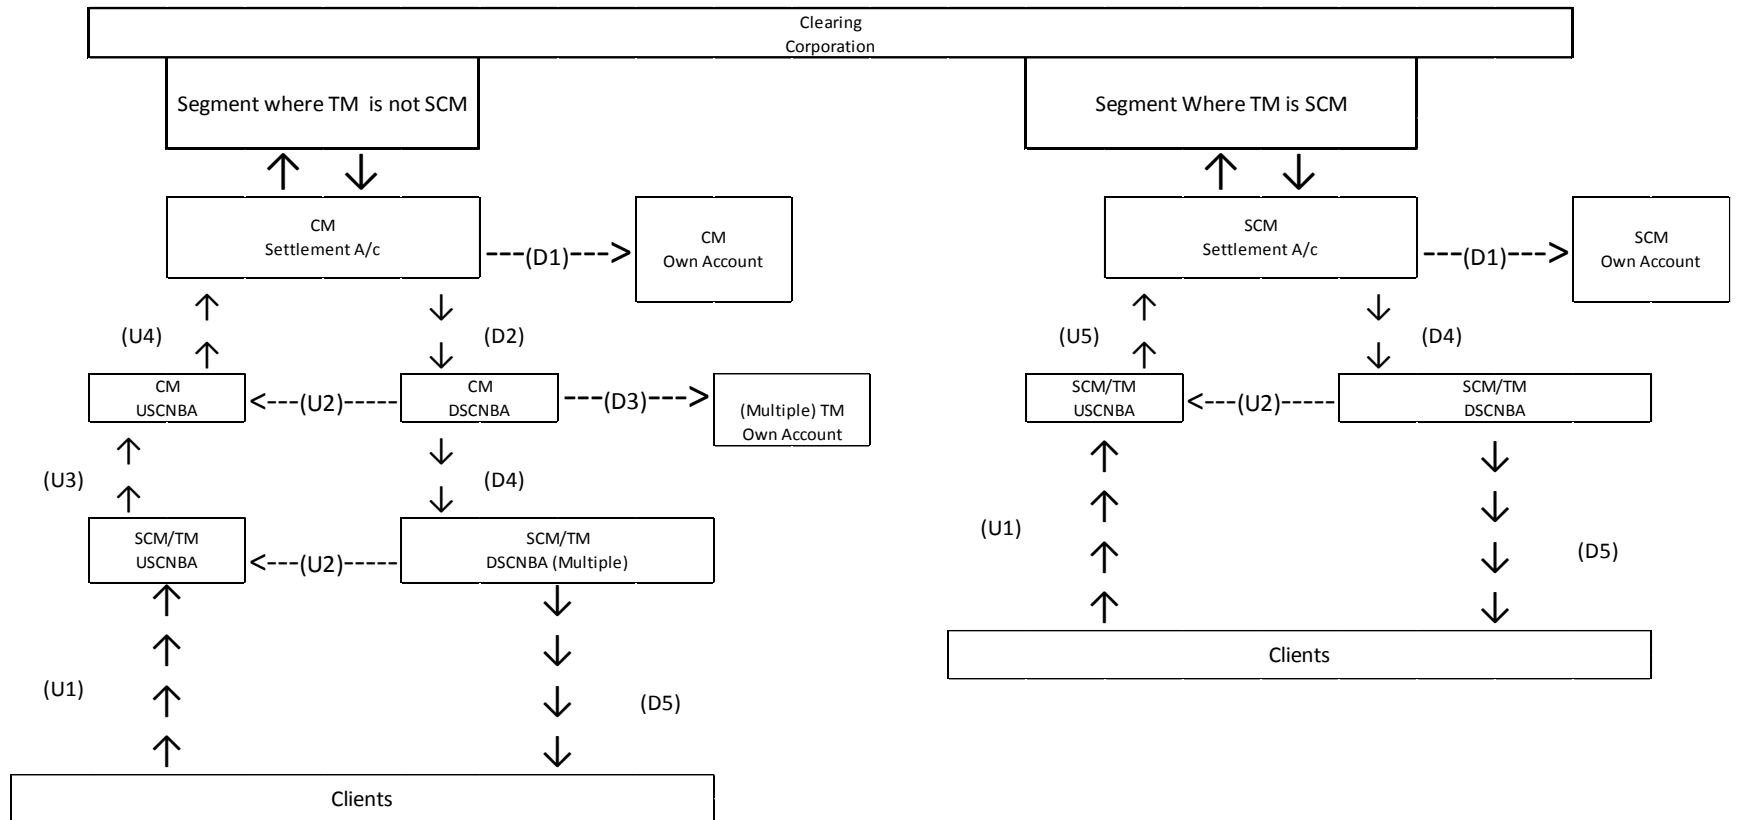 Clearing
Corporation
Segment where TM is not SCM
Segment Where TM is SCM
CM
Settlement A/c
---(D1)--->
CM
Own Account
SCM
Settlement A/c
---(D1)--->
SCM
Own Account
(U4)
(D2)
(U5)
(D4)
CM
USCNBA
<----(U2)-----
CM
DSCNBA
---(D3)--->
(Multiple) TM
Own Account
SCM/TM
USCNBA
<----(U2)------
SCM/TM
DSCNBA
(U3)
(D4)
SCM/TM
USCNBA
<----(U2)-----
SCM/TM
DSCNBA (Multiple)
(U1)
(D5)
Clients
(U1)
(D5)
Clients